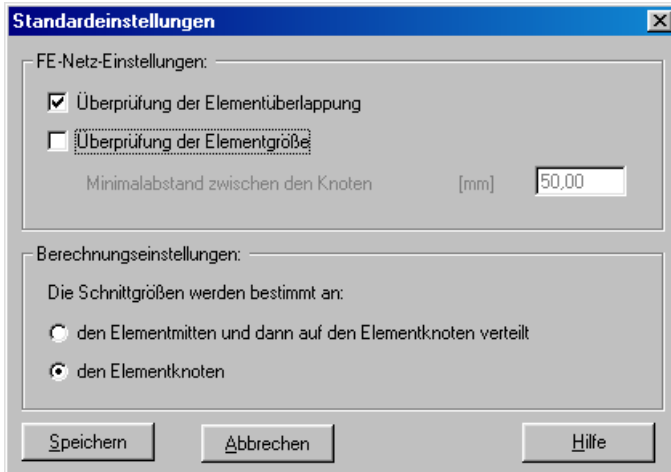 Standardeinstellungen
FE-Netz-Einstellungen:
Überprüfung der Elementüberlappung
Überprüfung der Elementgröße
Minimalabstand zwischen den Knoten [mm] 50,00
Berechnungseinstellungen:
Die Schnittgrößen werden bestimmt an:
den Elementmitten und dann auf den Elementknoten verteilt
den Elementknoten
Speichern Abbrechen Hilfe